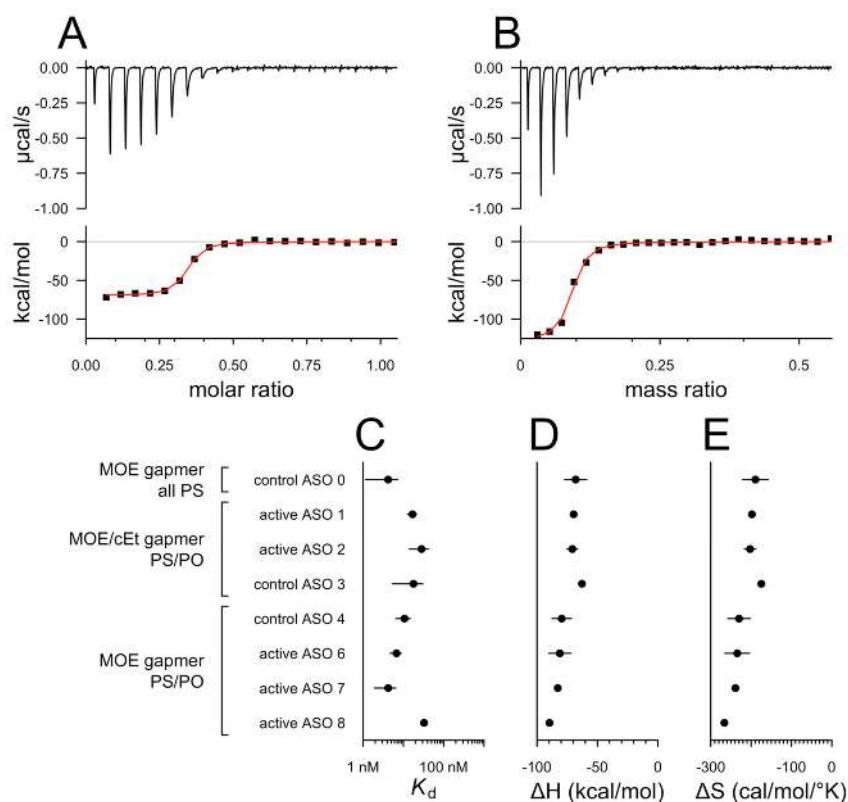 A
B
0.00
-0.25
-0.50
-0.75
-1.00
µcal/s
0.00
-0.25
-0.50
-0.75
-1.00
µcal/s
0
-50
-100
kcal/mol
0
-50
-100
kcal/mol
0.00 0.25 0.50 0.75 1.00
molar ratio
0 0.25 0.5
mass ratio
C D E
MOE gapmer
all PS
control ASO 0
MOE/cEt gapmer
PS/PO
active ASO 1
active ASO 2
control ASO 3
MOE gapmer
PS/PO
control ASO 4
active ASO 6
active ASO 7
active ASO 8
1 nM 100 nM
Kd
-100 -50 0
ΔH (kcal/mol)
-300 0
ΔS (cal/mol/°K)